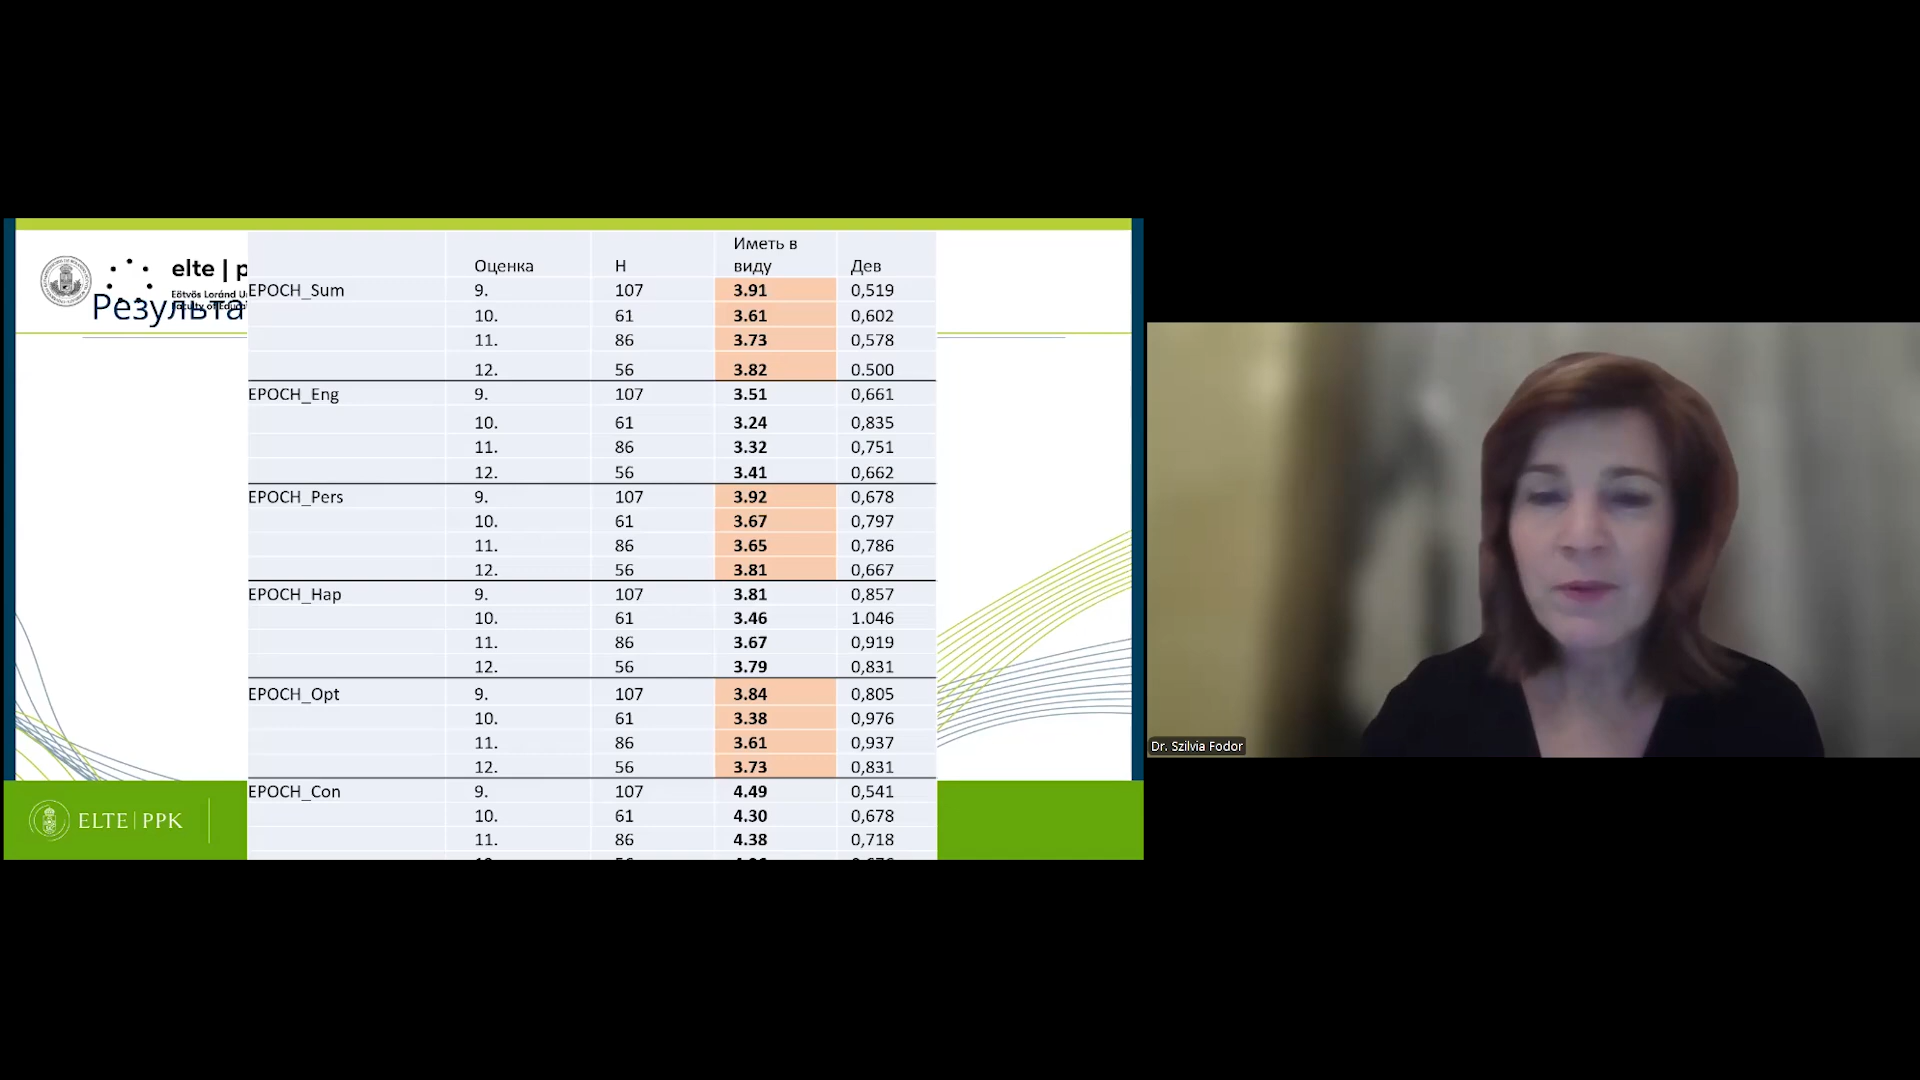 elte | p
Eötvös Loránd U
Результа
Оценка Н Иметь в виду Дев
EPOCH_Sum 9. 107 3.91 0,519
10. 61 3.61 0,602
11. 86 3.73 0,578
12. 56 3.82 0.500
EPOCH_Eng 9. 107 3.51 0,661
10. 61 3.24 0,835
11. 86 3.32 0,751
12. 56 3.41 0,662
EPOCH_Pers 9. 107 3.92 0,678
10. 61 3.67 0,797
11. 86 3.65 0,786
12. 56 3.81 0,667
EPOCH_Hap 9. 107 3.81 0,857
10. 61 3.46 1.046
11. 86 3.67 0,919
12. 56 3.79 0,831
EPOCH_Opt 9. 107 3.84 0,805
10. 61 3.38 0,976
11. 86 3.61 0,937
12. 56 3.73 0,831
EPOCH_Con 9. 107 4.49 0,541
10. 61 4.30 0,678
11. 86 4.38 0,718
ELTE | PPK
Dr. Szilvia Fodor